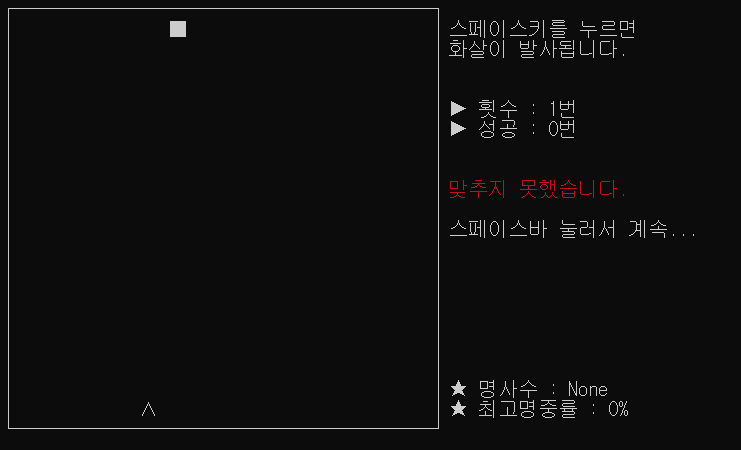 스페이스키를 누르면
화살이 발사됩니다.
▶ 횟수 : 1번
▶ 성공 : 0번
맞추지 못했습니다.
스페이스바 눌러서 계속...
★ 명사수 : None
★ 최고명중률 : 0%